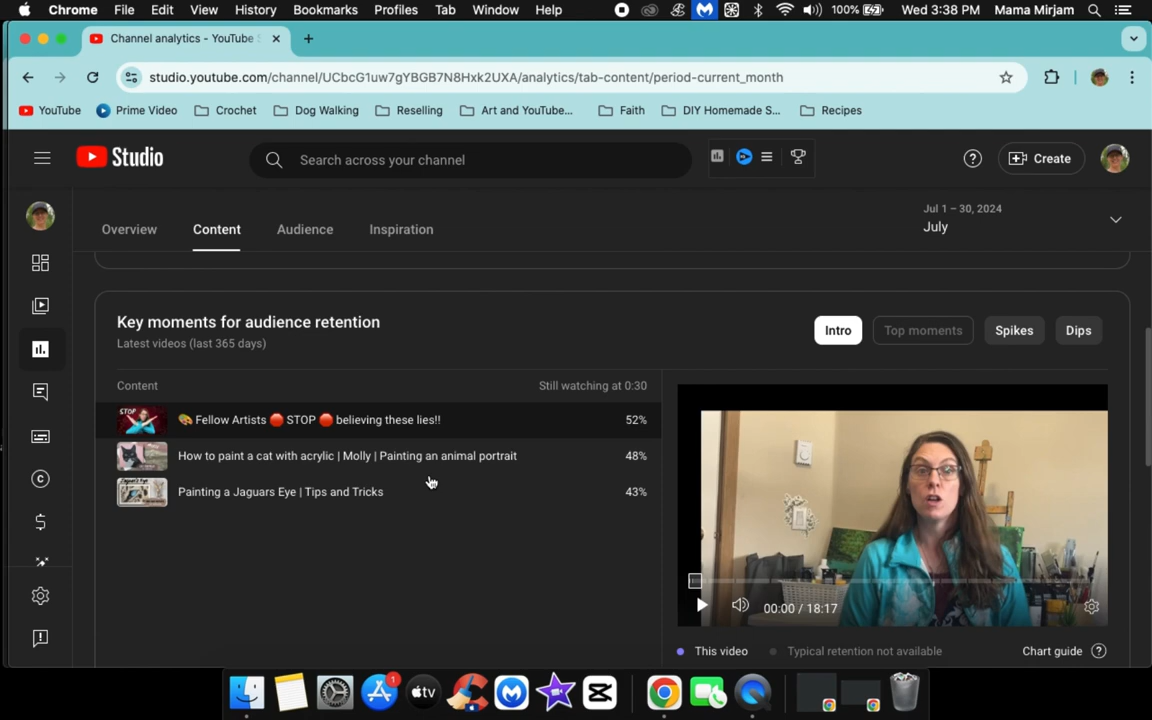 Chrome File Edit View History Bookmarks Profiles Tab Window Help 100% Wed 3:38 PM Mama Mirjam
Channel analytics - YouTube S
studio.youtube.com/channel/UCbcG1uw7gYBGB7N8Hxk2UXA/analytics/tab-content/period-current_month
YouTube Prime Video Crochet Dog Walking Reselling Art and YouTube... Faith DIY Homemade S... Recipes
Studio Search across your channel Create
Overview Content Audience Inspiration
Jul 1 – 30, 2024
July
Key moments for audience retention
Latest videos (last 365 days)
Intro Top moments Spikes Dips
Content Still watching at 0:30
STOP
🎨 Fellow Artists 🛑 STOP 🛑 believing these lies!! 52%
How to paint a cat with acrylic | Molly | Painting an animal portrait 48%
Painting a Jaguars Eye | Tips and Tricks 43%
00:00 / 18:17
This video Typical retention not available Chart guide
1
tv